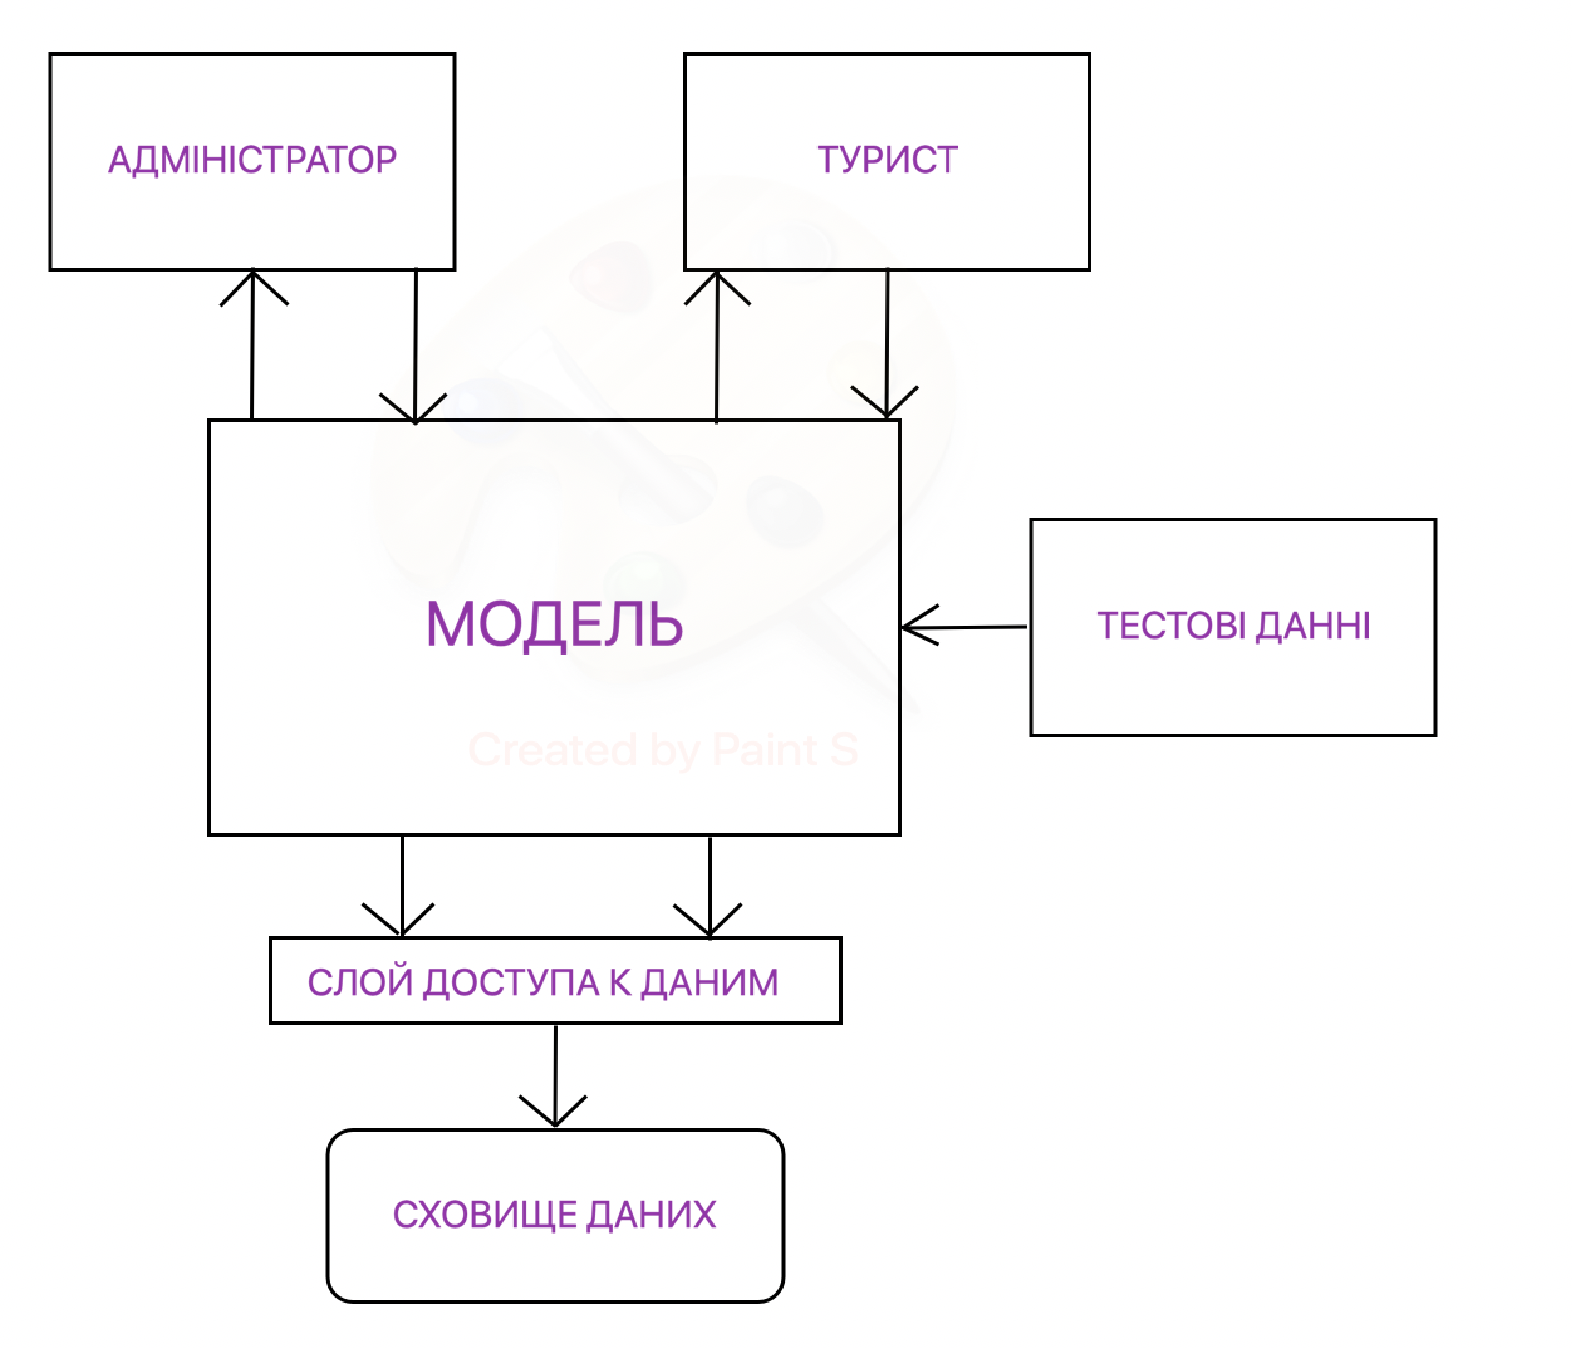 АДМІНІСТРАТОР
ТУРИСТ
МОДЕЛЬ
ТЕСТОВІ ДАННІ
Created by Paint S
СЛОЙ ДОСТУПА К ДАНИМ
СХОВИЩЕ ДАНИХ